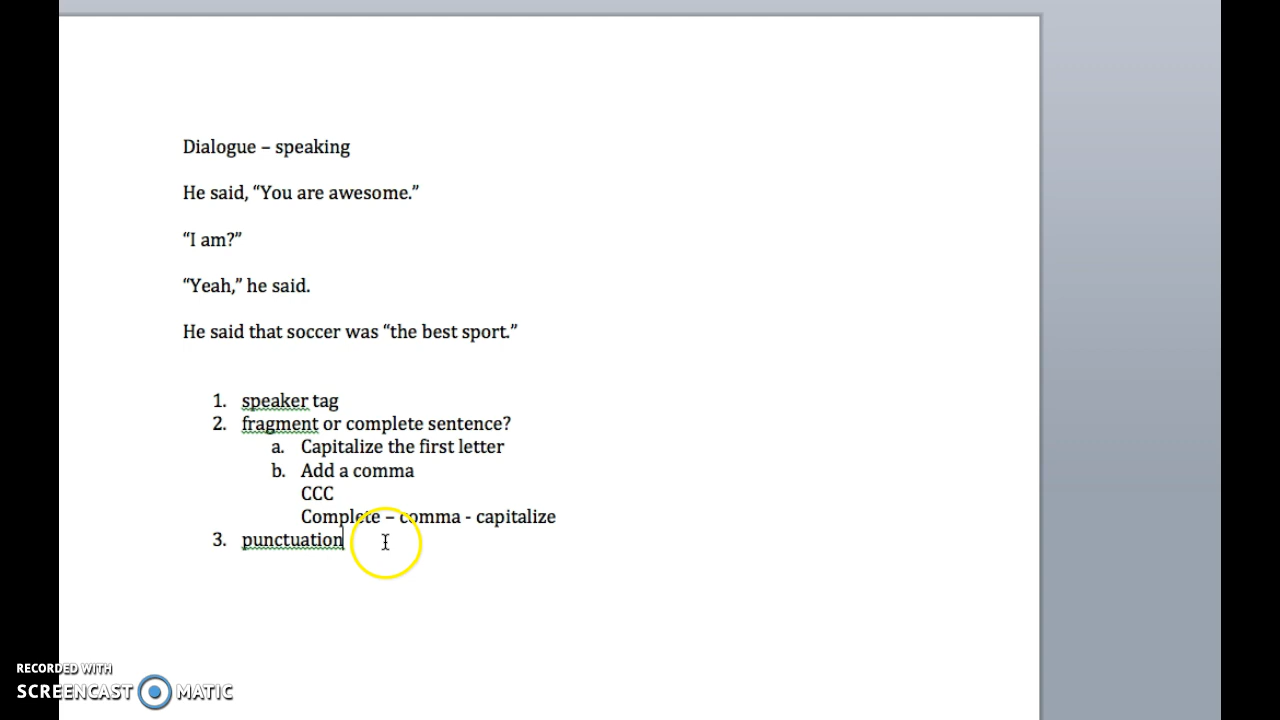 Dialogue – speaking
He said, “You are awesome.”
“I am?”
“Yeah,” he said.
He said that soccer was “the best sport.”
1. speaker tag
2. fragment or complete sentence?
a. Capitalize the first letter
b. Add a comma
CCC
Complete – comma - capitalize
3. punctuation
RECORDED WITH
SCREENCAST MATIC